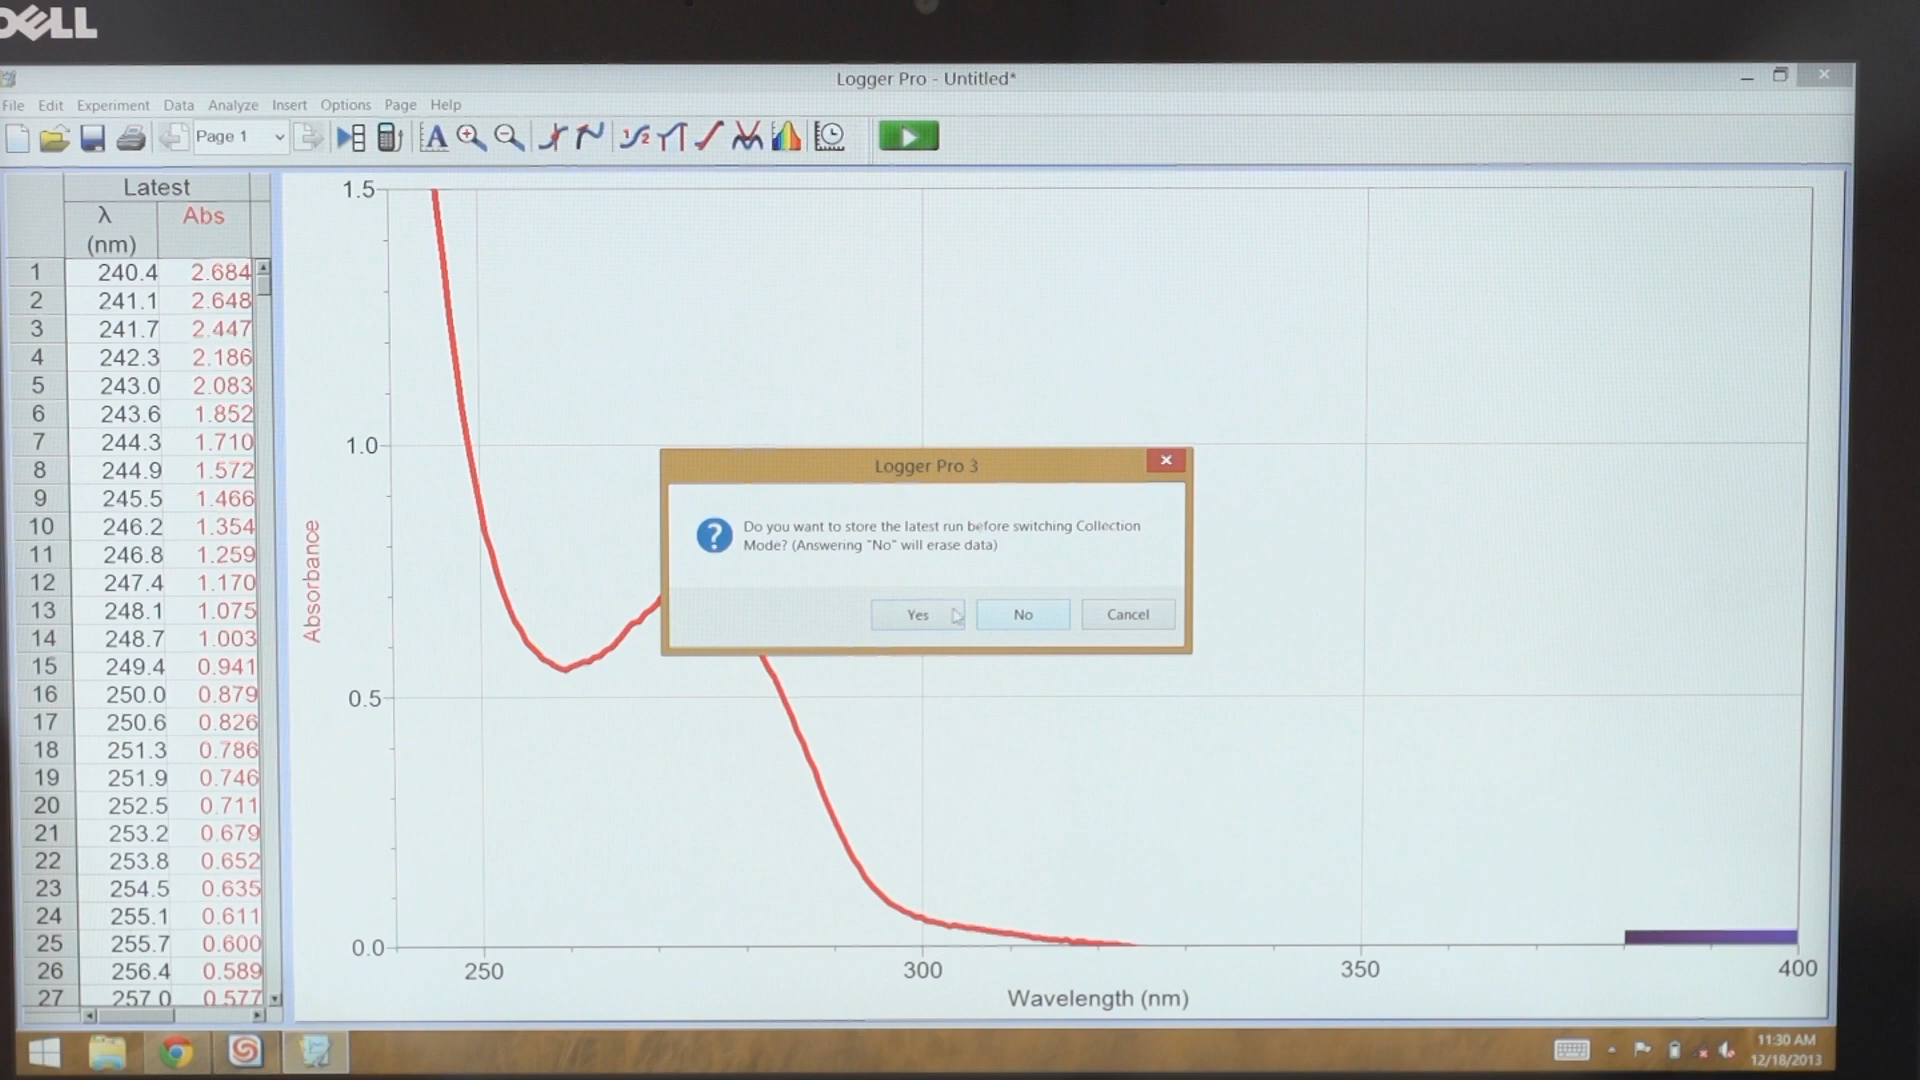 DELL
Logger Pro - Untitled*
File Edit Experiment Data Analyze Insert Options Page Help
Page 1
Latest
λ Abs
(nm)
1 240.4 2.684
2 241.1 2.648
3 241.7 2.447
4 242.3 2.186
5 243.0 2.083
6 243.6 1.852
7 244.3 1.710
8 244.9 1.572
9 245.5 1.466
10 246.2 1.354
11 246.8 1.259
12 247.4 1.170
13 248.1 1.075
14 248.7 1.003
15 249.4 0.941
16 250.0 0.879
17 250.6 0.826
18 251.3 0.786
19 251.9 0.746
20 252.5 0.711
21 253.2 0.679
22 253.8 0.652
23 254.5 0.635
24 255.1 0.611
25 255.7 0.600
26 256.4 0.589
27 257.0 0.577
1.5
1.0
0.5
0.0
Absorbance
250 300 350 400
Wavelength (nm)
Logger Pro 3
Do you want to store the latest run before switching Collection
Mode? (Answering "No" will erase data)
Yes No Cancel
11:30 AM
12/18/2013